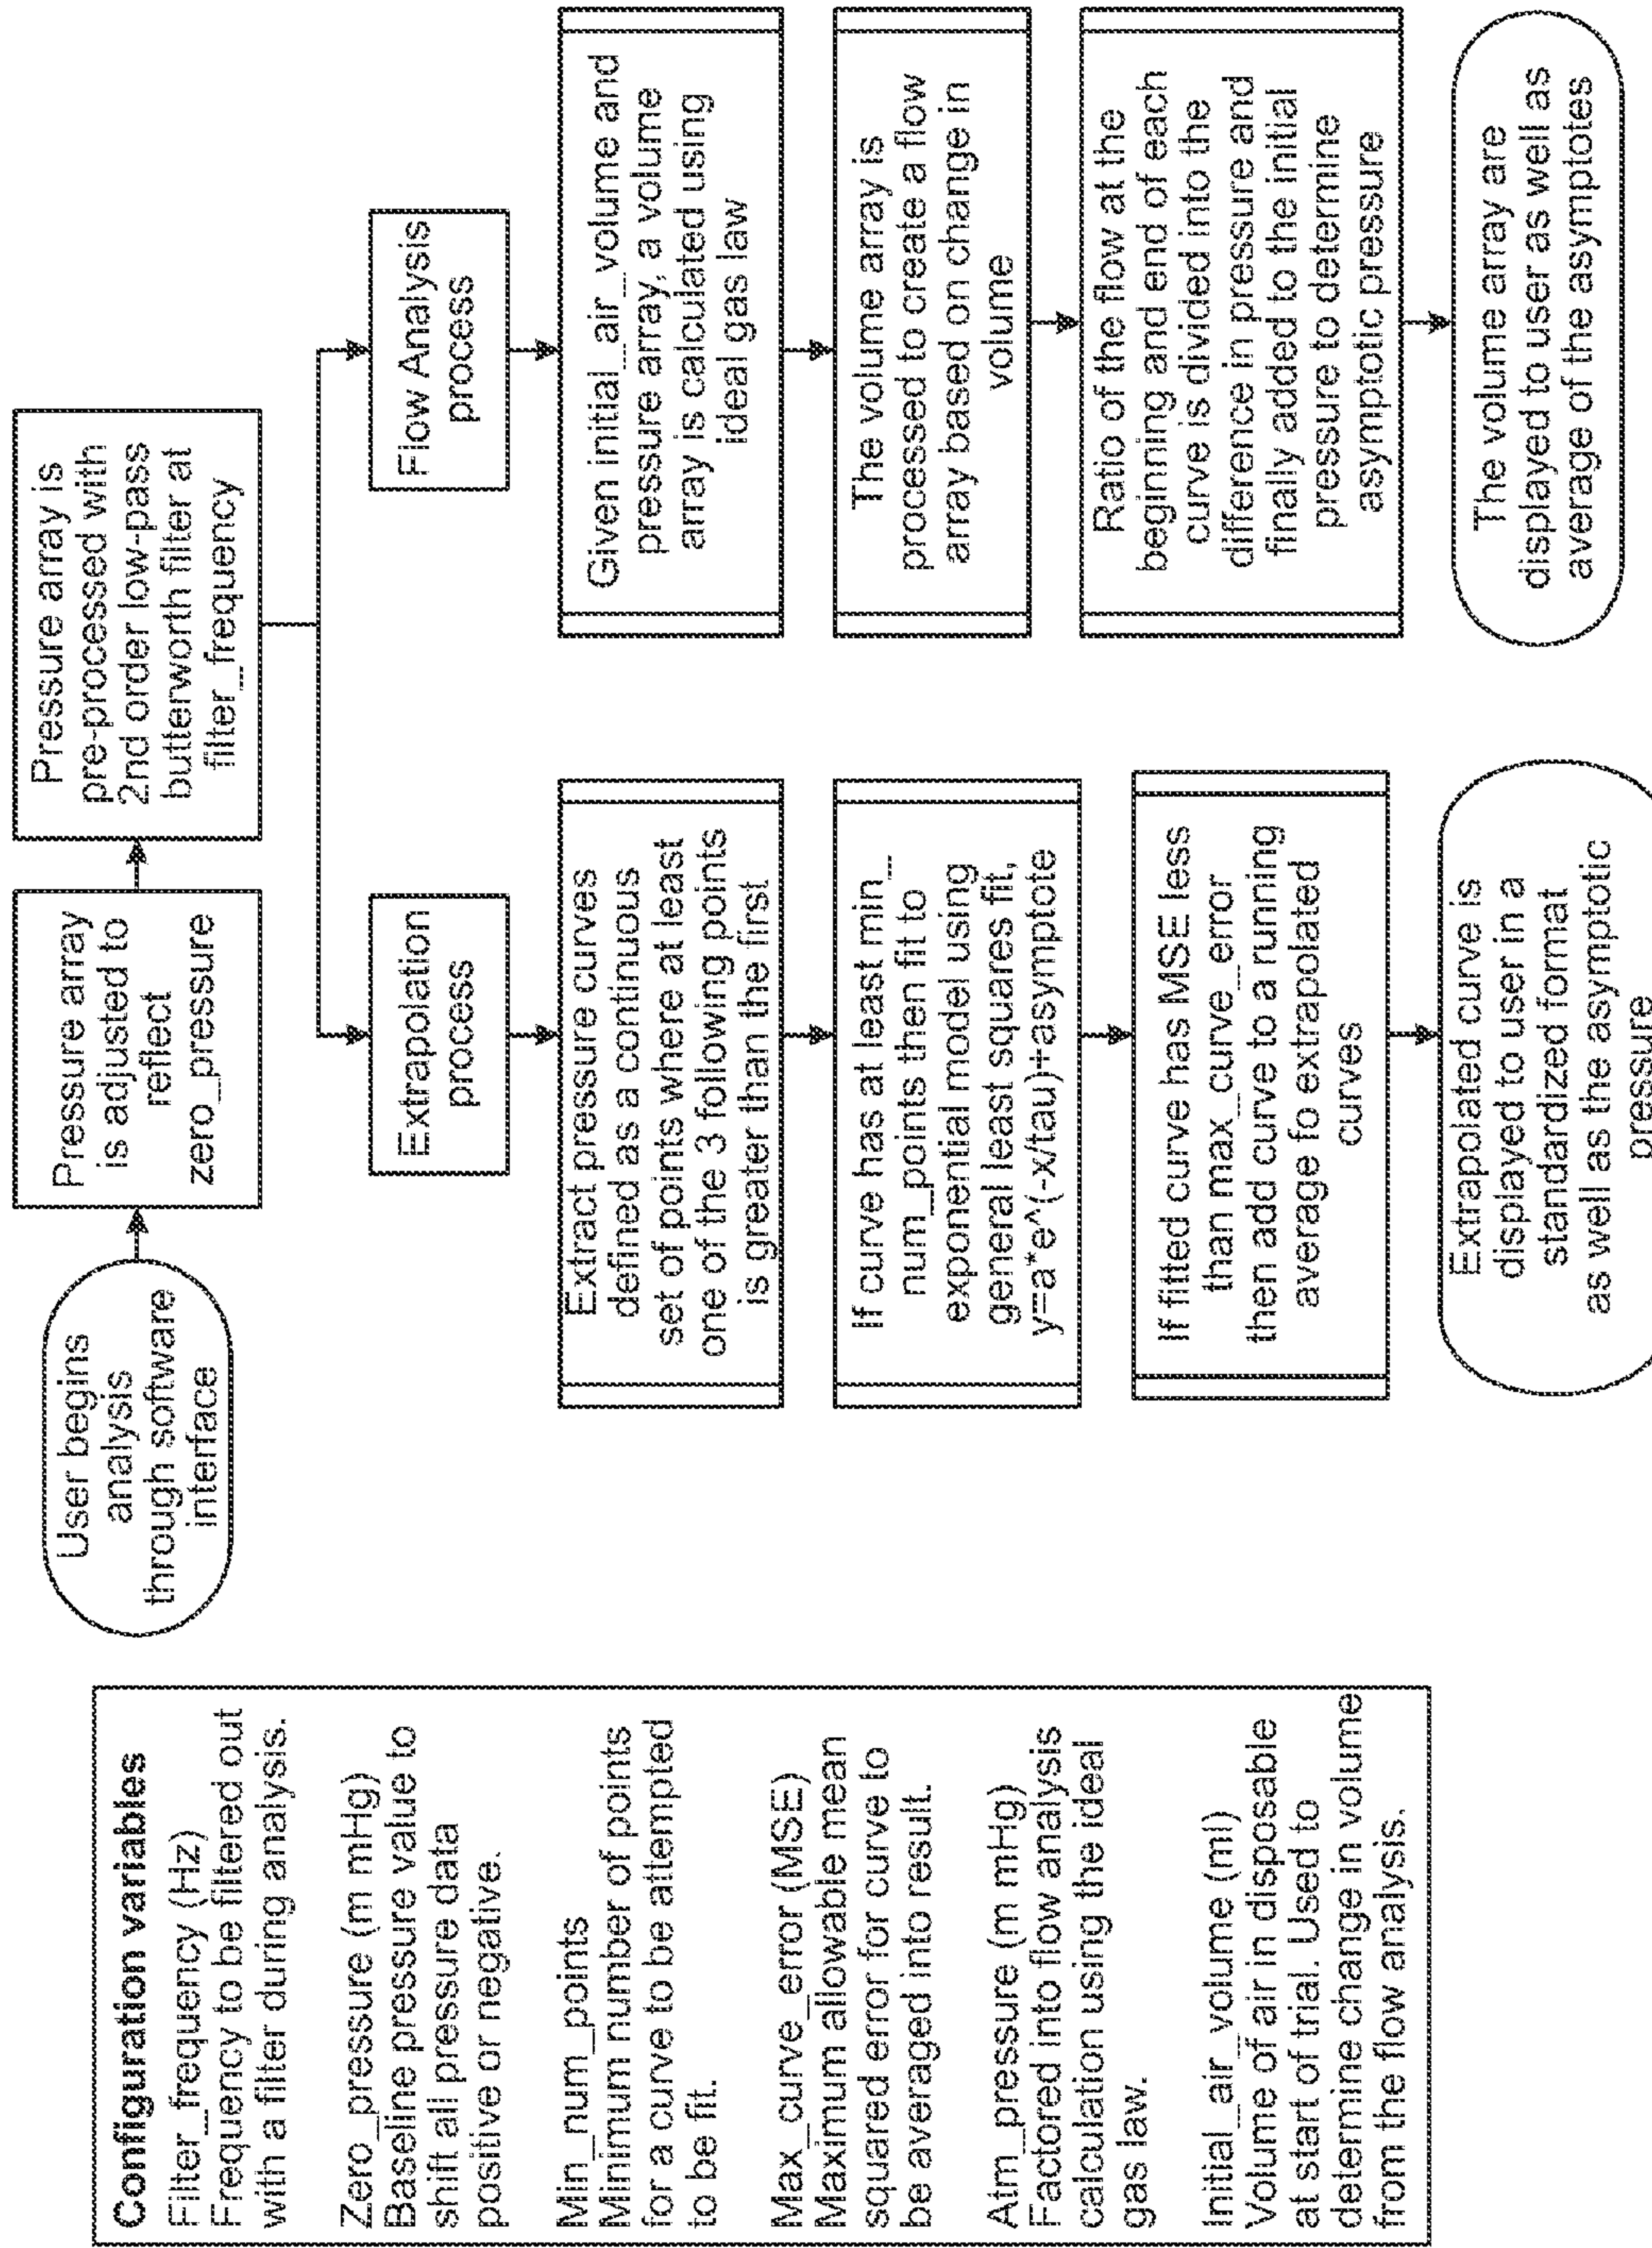 Configuration variables
Filter_frequency (Hz)
Frequency to be filtered out
with a filter during analysis.
Zero_pressure (m mHg)
Baseline pressure value to
shift all pressure data
positive or negative.
Min_num_points
Minimum number of points
for a curve to be attempted
to be fit.
Max_curve_error (MSE)
Maximum allowable mean
squared error for curve to
be averaged into result.
Atm_pressure (m mHg)
Factored into flow analysis
calculation using the ideal
gas law.
Initial_air_volume (ml)
Volume of air in disposable
at start of trial. Used to
determine change in volume
from the flow analysis.
User begins
analysis
through software
interface
Pressure array
is adjusted to
reflect
zero_pressure
Pressure array is
pre-processed with
2nd order low-pass
butterworth filter at
filter_frequency
Extrapolation
process
Extract pressure curves
defined as a continuous
set of points where at least
one of the 3 following points
is greater than the first
If curve has at least min_
num_points then fit to
exponential model using
general least squares fit,
y=a*e^(-x/tau)+asymptote
If fitted curve has MSE less
than max_curve_error
then add curve to a running
average fo extrapolated
curves
Extrapolated curve is
displayed to user in a
standardized format
as well as the asymptotic
pressure
Flow Analysis
process
Given initial_air_volume and
pressure array, a volume
array is calculated using
ideal gas law
The volume array is
processed to create a flow
array based on change in
volume
Ratio of the flow at the
beginning and end of each
curve is divided into the
difference in pressure and
finally added to the initial
pressure to determine
asymptotic pressure
The volume array are
displayed to user as well as
average of the asymptotes